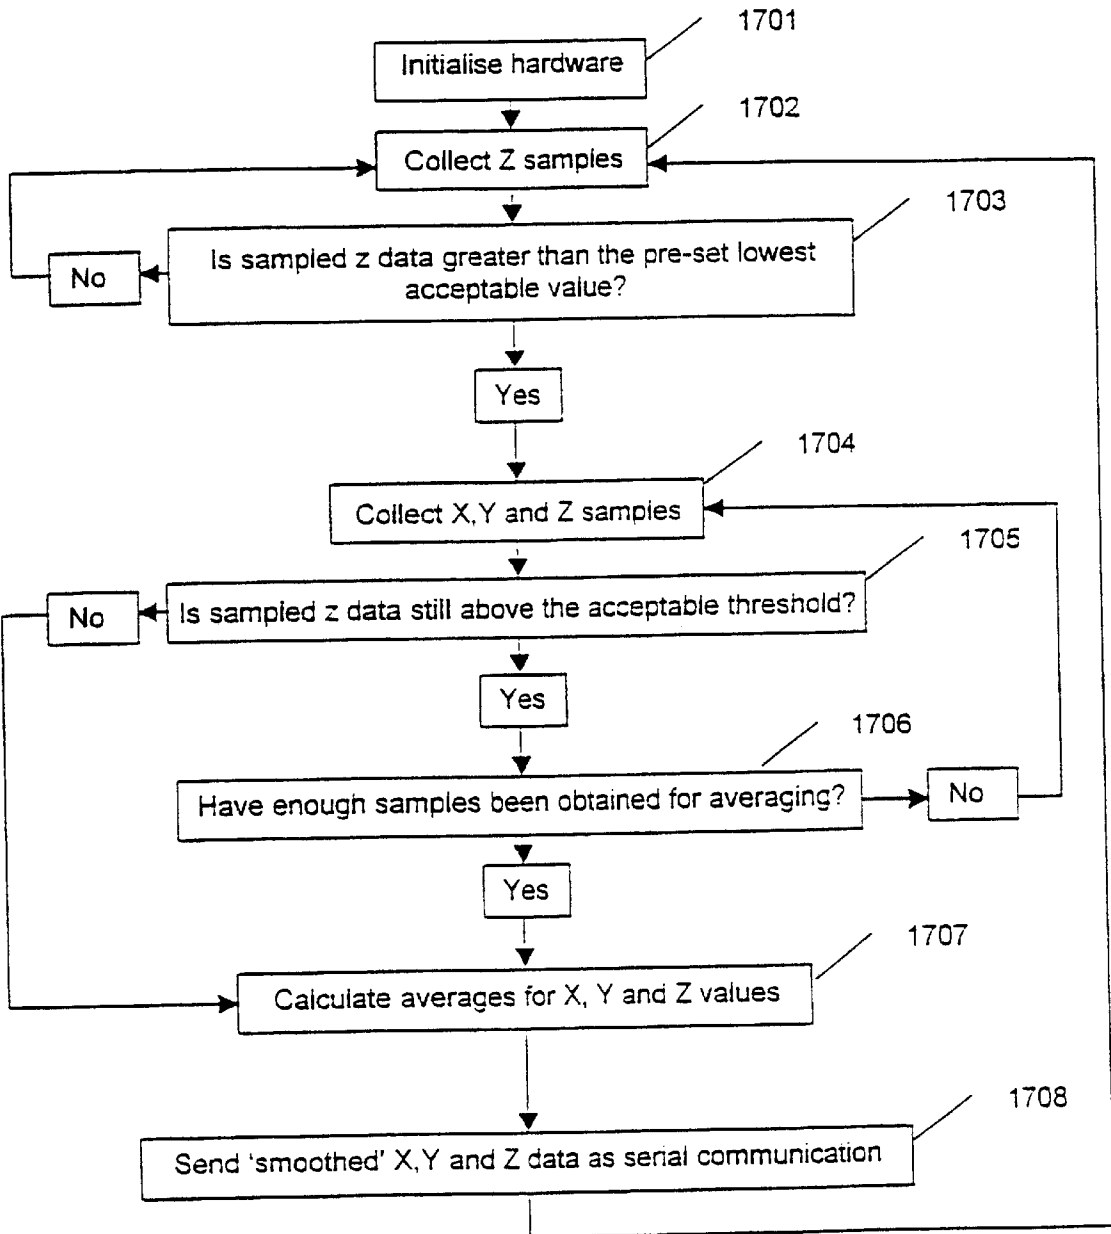 1701
Initialise hardware
1702
Collect Z samples
1703
Is sampled z data greater than the pre-set lowest
acceptable value?
No
Yes
1704
Collect X,Y and Z samples
1705
Is sampled z data still above the acceptable threshold?
No
Yes
1706
Have enough samples been obtained for averaging?
No
Yes
1707
Calculate averages for X, Y and Z values
1708
Send 'smoothed' X,Y and Z data as serial communication